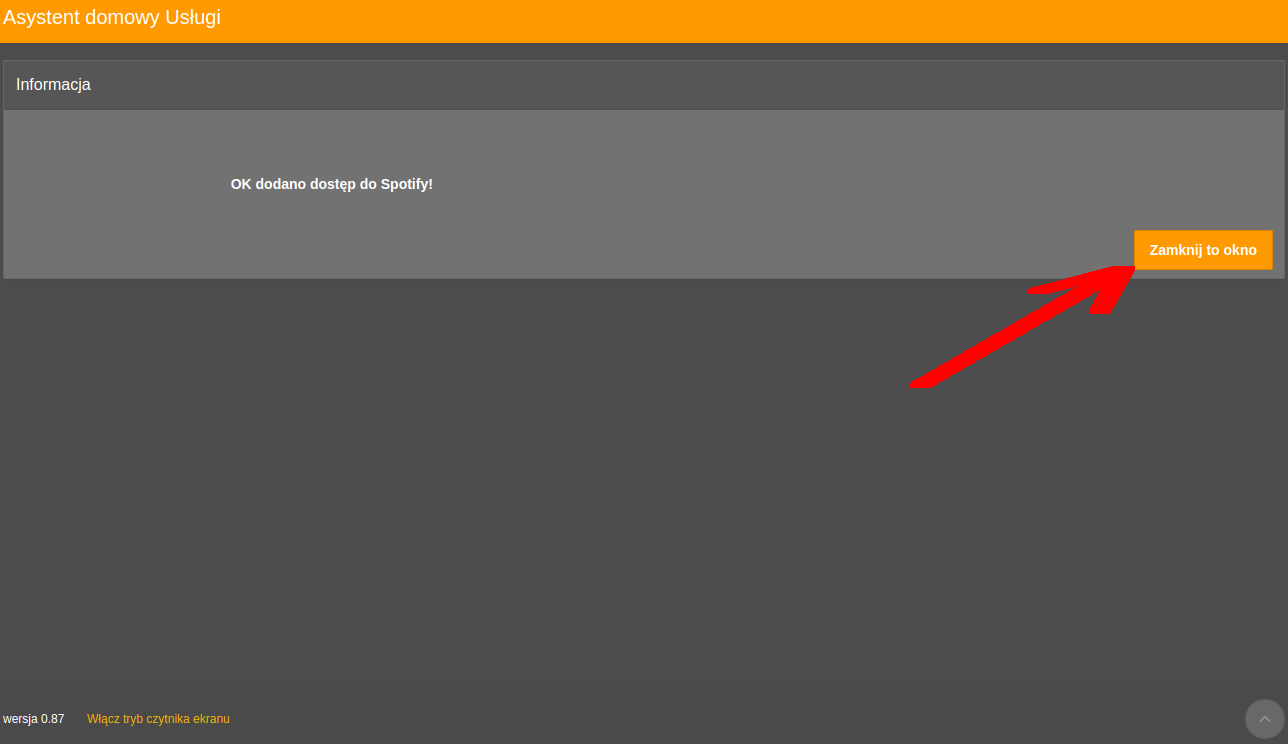 Asystent domowy Usługi
Informacja
OK dodano dostęp do Spotify!
Zamknij to okno
wersja 0.87 Włącz tryb czytnika ekranu